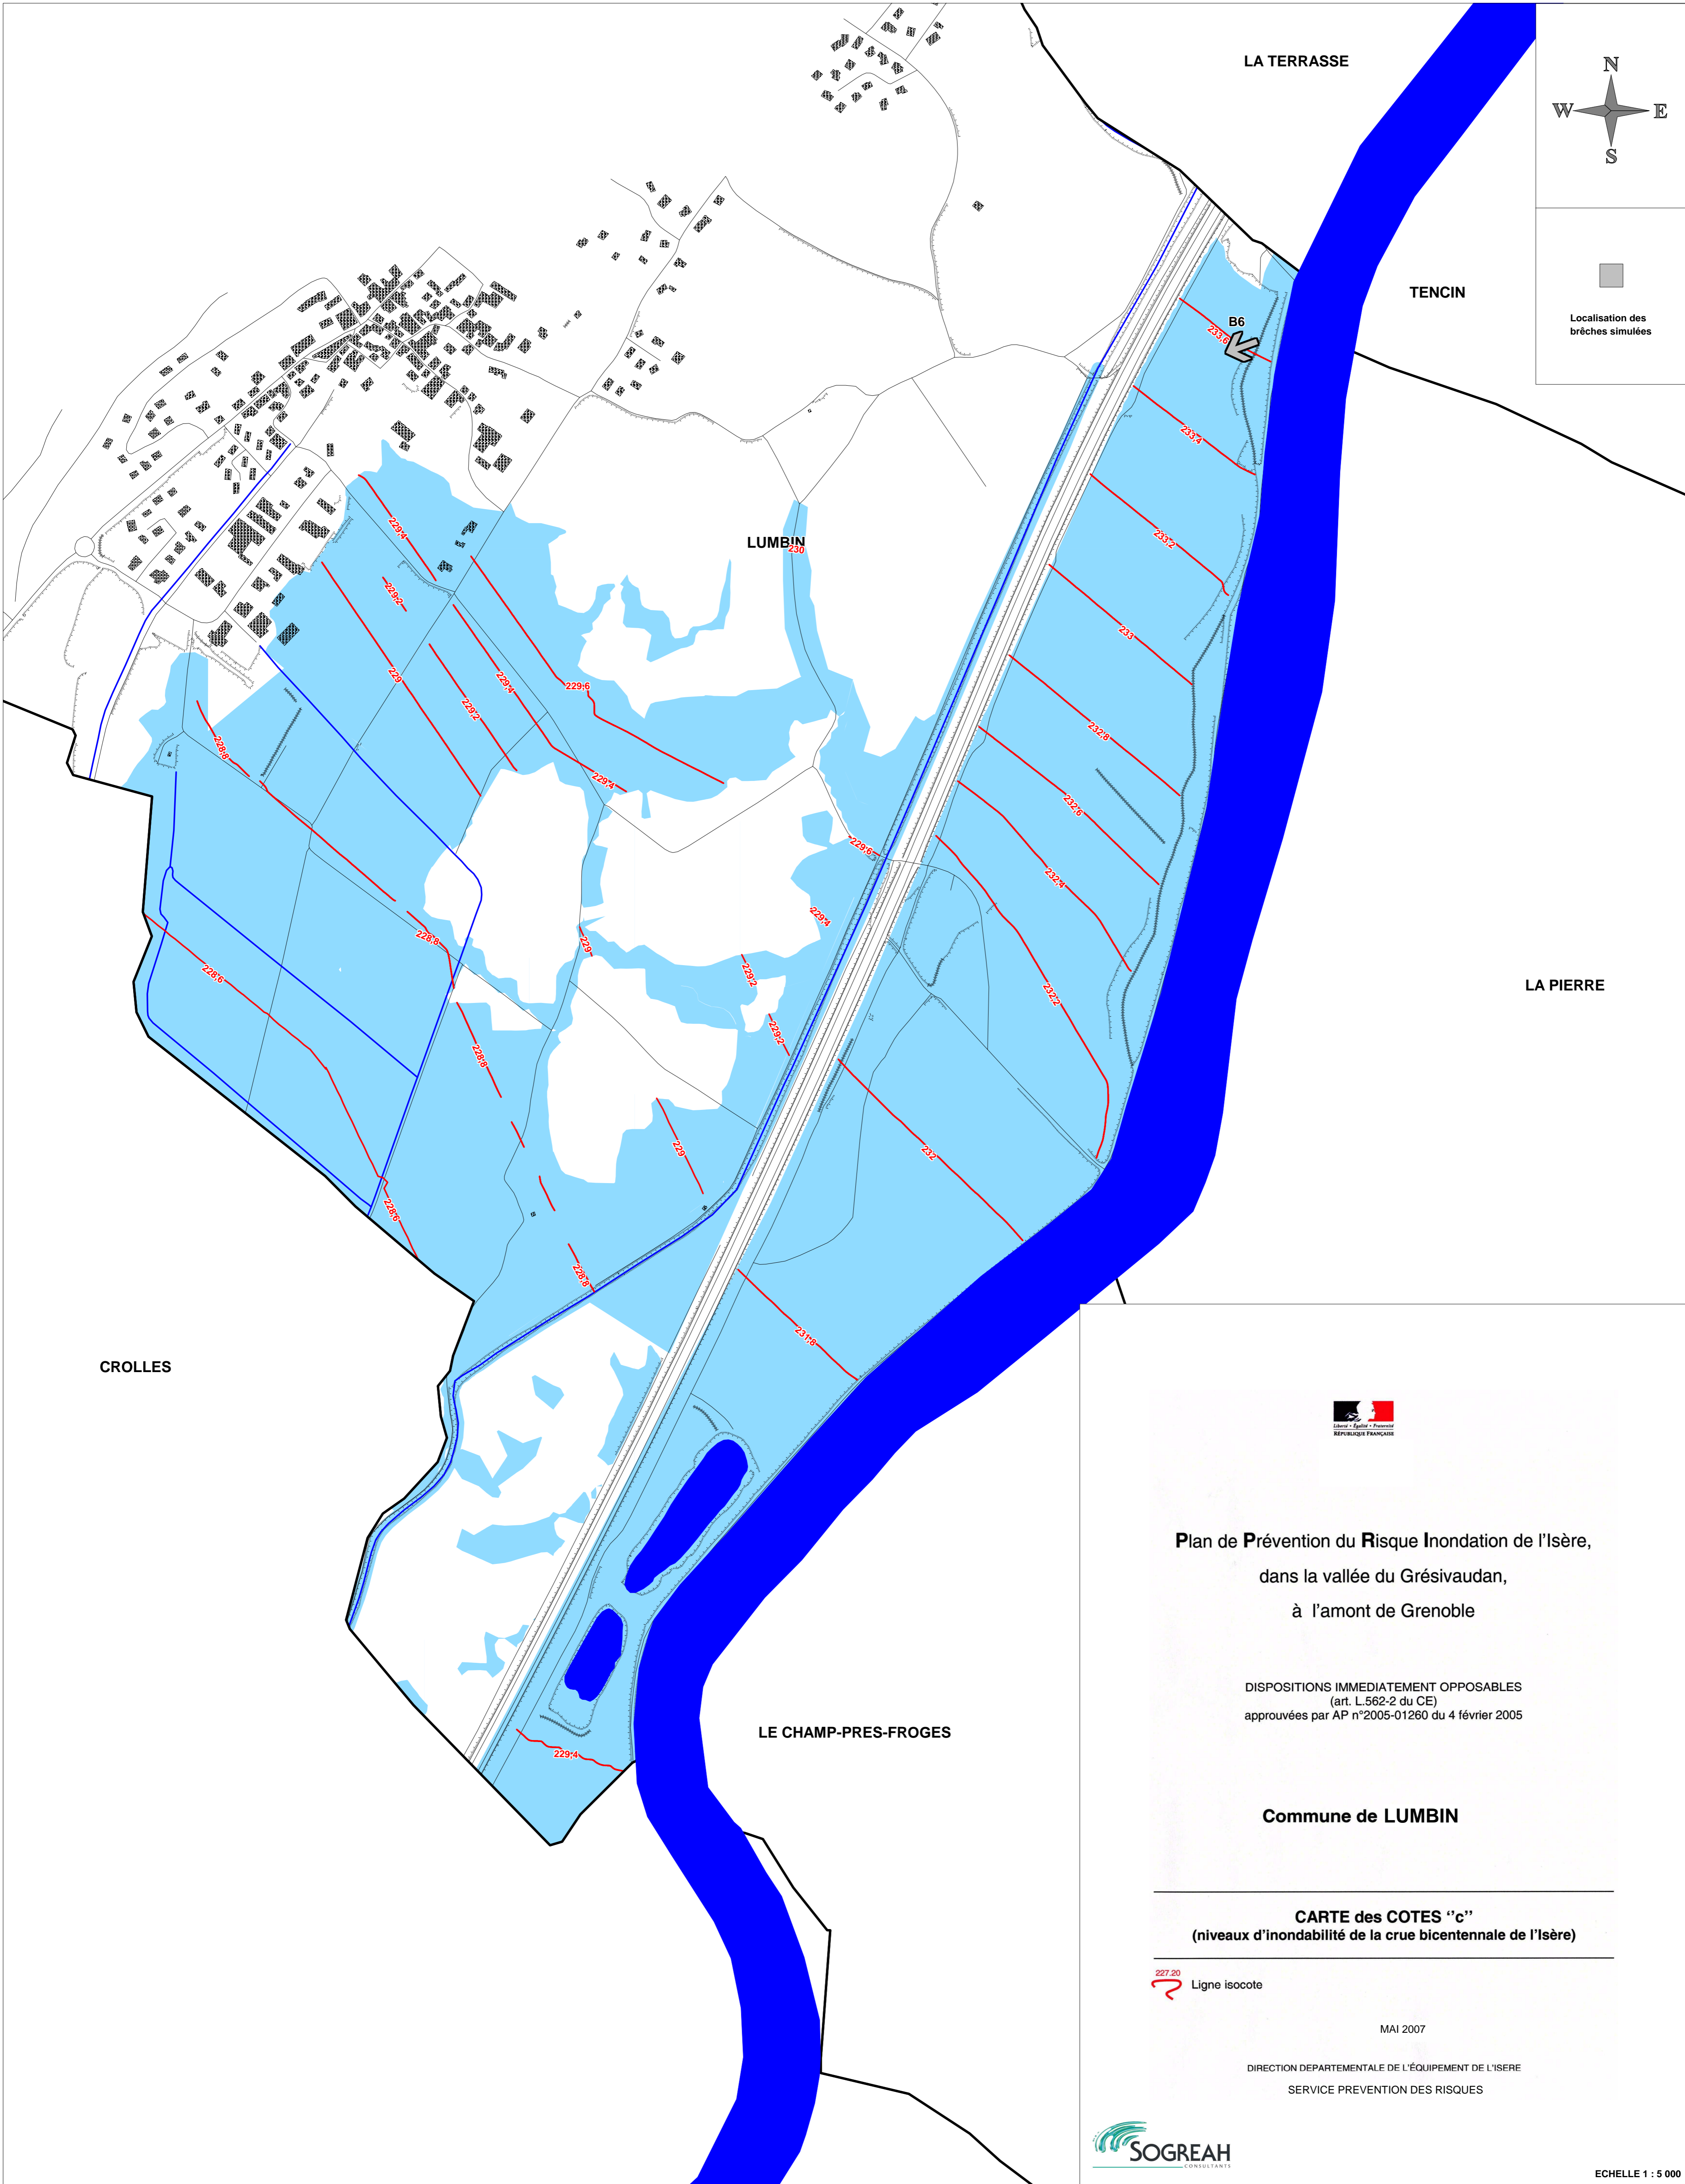 LA TERRASSE
N
W
E
S
TENCIN
Localisation des
brêches simulées
B6
233,6
233,4
233,2
233
232,8
232,6
232,4
232,2
232
231,8
LUMBIN
230
229,4
229,2
229
229,2
229,4
229,6
229,4
228,8
229,6
229,4
228,8
229
229,2
228,6
229,2
228,8
229
228,6
228,8
LA PIERRE
CROLLES
229,4
LE CHAMP-PRES-FROGES
Liberté • Égalité • Fraternité
RÉPUBLIQUE FRANÇAISE
Plan de Prévention du Risque Inondation de l'Isère,
dans la vallée du Grésivaudan,
à l'amont de Grenoble
DISPOSITIONS IMMEDIATEMENT OPPOSABLES
(art. L.562-2 du CE)
approuvées par AP n°2005-01260 du 4 février 2005
Commune de LUMBIN
CARTE des COTES ‘'c''
(niveaux d'inondabilité de la crue bicentennale de l'Isère)
227.20
Ligne isocote
MAI 2007
DIRECTION DEPARTEMENTALE DE L'ÉQUIPEMENT DE L'ISERE
SERVICE PREVENTION DES RISQUES
SOGREAH
CONSULTANTS
ECHELLE 1 : 5 000